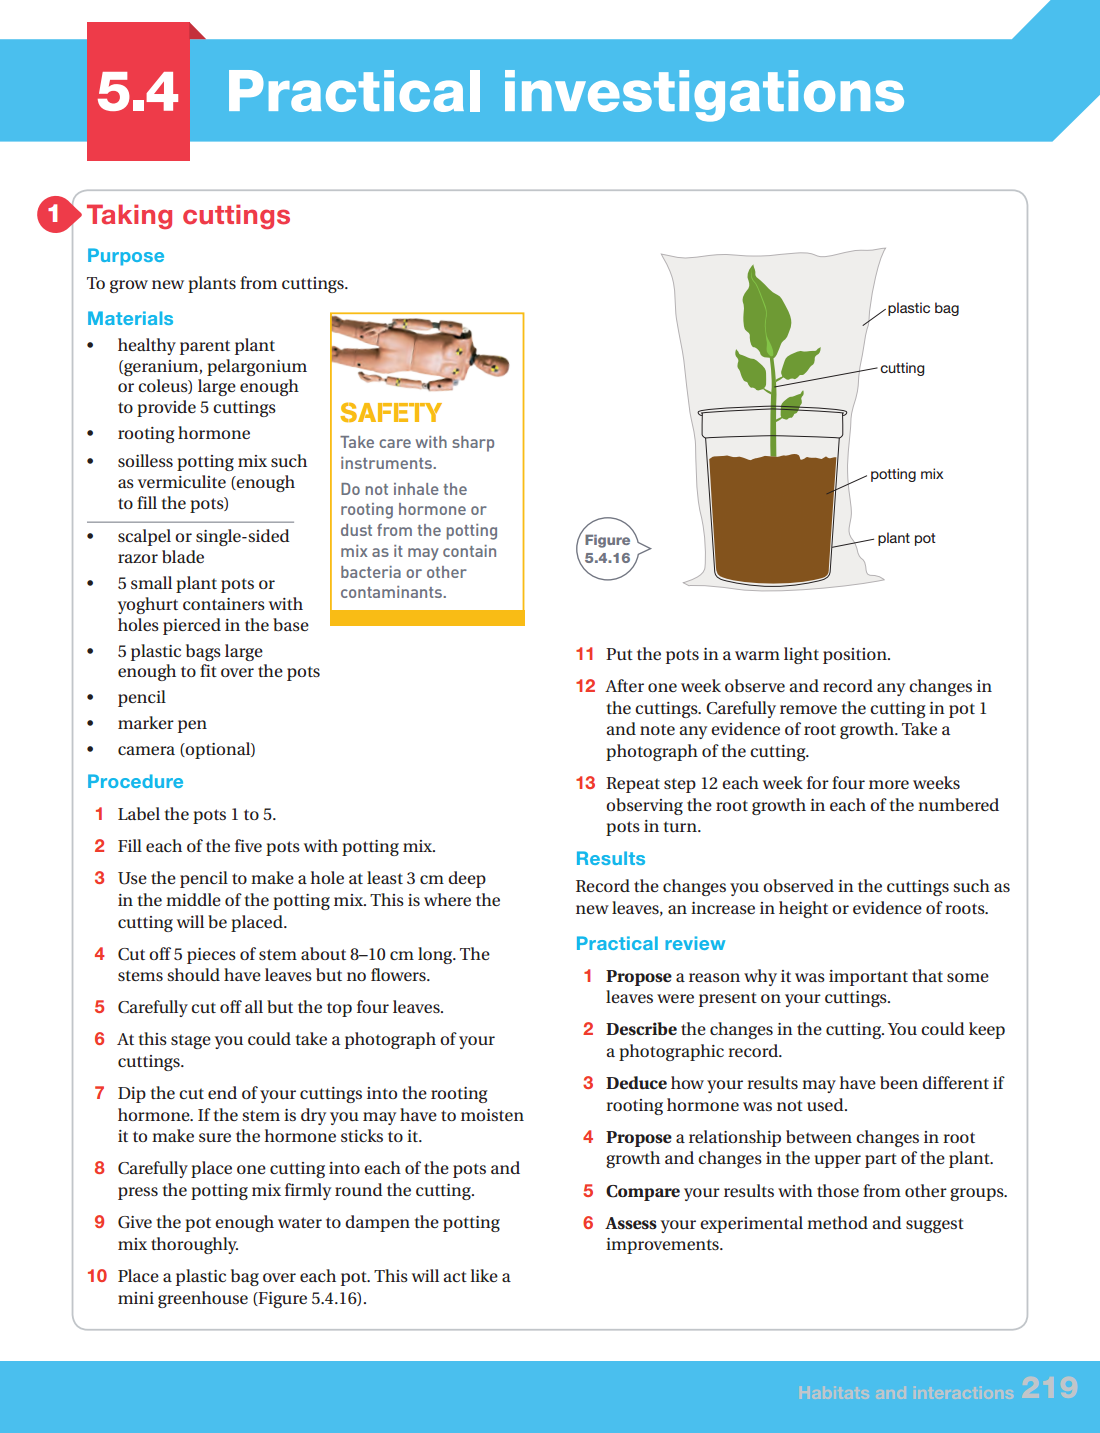 5.4
Practical investigations
1
Taking cuttings
Purpose
To grow new plants from cuttings.
Materials
• healthy parent plant
(geranium, pelargonium
or coleus) large enough
to provide 5 cuttings
• rooting hormone
• soilless potting mix such
as vermiculite (enough
to fill the pots)
• scalpel or single-sided
razor blade
• 5 small plant pots or
yoghurt containers with
holes pierced in the base
• 5 plastic bags large
enough to fit over the pots
• pencil
• marker pen
• camera (optional)
SAFETY
Take care with sharp
instruments.
Do not inhale the
rooting hormone or
dust from the potting
mix as it may contain
bacteria or other
contaminants.
Procedure
1 Label the pots 1 to 5.
2 Fill each of the five pots with potting mix.
3 Use the pencil to make a hole at least 3 cm deep
in the middle of the potting mix. This is where the
cutting will be placed.
4 Cut off 5 pieces of stem about 8–10 cm long. The
stems should have leaves but no flowers.
5 Carefully cut off all but the top four leaves.
6 At this stage you could take a photograph of your
cuttings.
7 Dip the cut end of your cuttings into the rooting
hormone. If the stem is dry you may have to moisten
it to make sure the hormone sticks to it.
8 Carefully place one cutting into each of the pots and
press the potting mix firmly round the cutting.
9 Give the pot enough water to dampen the potting
mix thoroughly.
10 Place a plastic bag over each pot. This will act like a
mini greenhouse (Figure 5.4.16).
plastic bag
cutting
potting mix
plant pot
Figure
5.4.16
11 Put the pots in a warm light position.
12 After one week observe and record any changes in
the cuttings. Carefully remove the cutting in pot 1
and note any evidence of root growth. Take a
photograph of the cutting.
13 Repeat step 12 each week for four more weeks
observing the root growth in each of the numbered
pots in turn.
Results
Record the changes you observed in the cuttings such as
new leaves, an increase in height or evidence of roots.
Practical review
1 Propose a reason why it was important that some
leaves were present on your cuttings.
2 Describe the changes in the cutting. You could keep
a photographic record.
3 Deduce how your results may have been different if
rooting hormone was not used.
4 Propose a relationship between changes in root
growth and changes in the upper part of the plant.
5 Compare your results with those from other groups.
6 Assess your experimental method and suggest
improvements.
Habitats and interactions 219